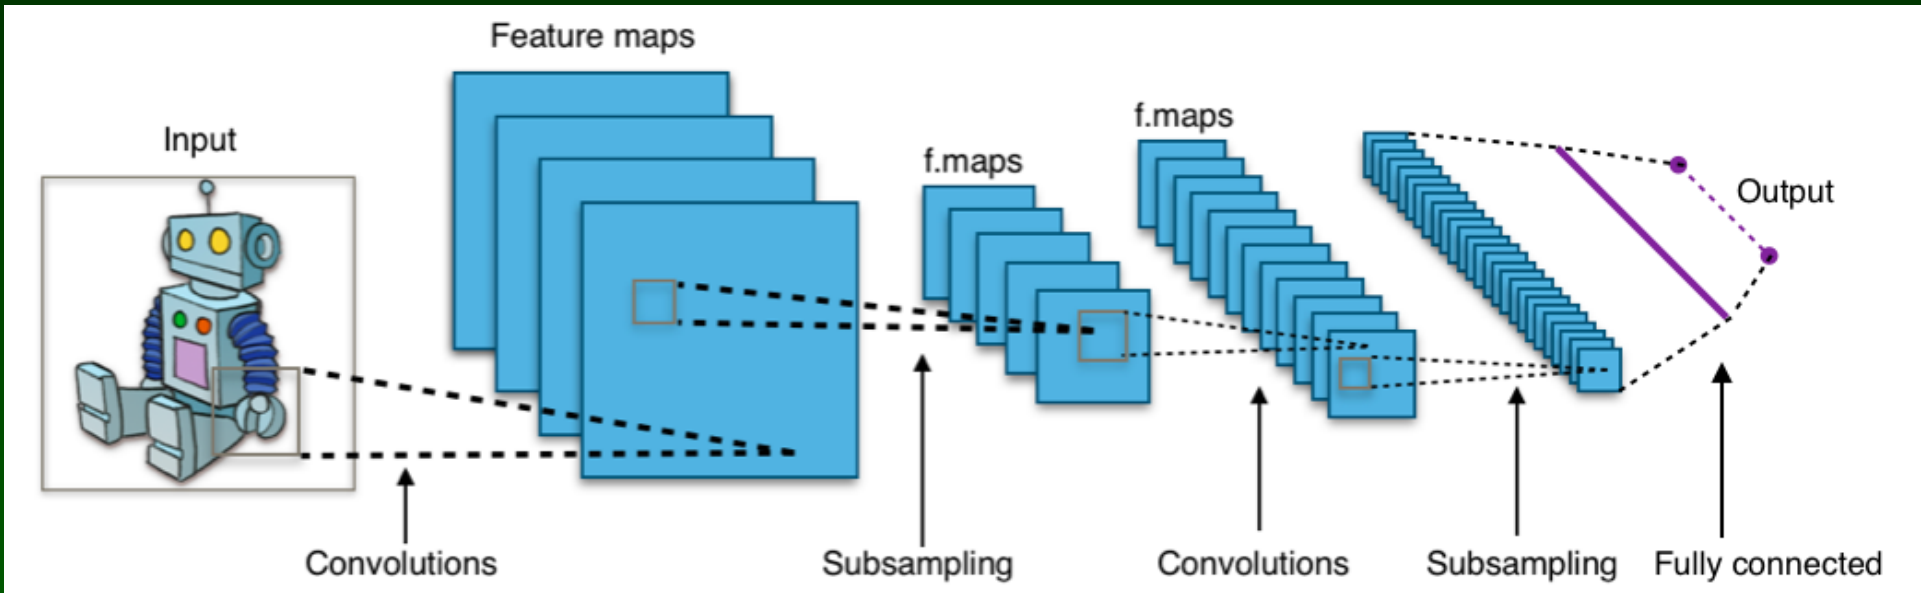 Feature maps
f.maps
Input
f.maps
Output
Convolutions
Subsampling
Convolutions
Subsampling
Fully connected